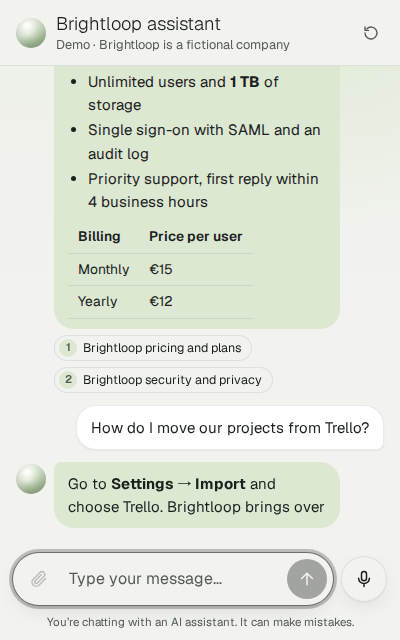 Brightloop assistant
Demo · Brightloop is a fictional company
Unlimited users and 1 TB of
storage
Single sign-on with SAML and an
audit log
Priority support, first reply within
4 business hours
Billing Price per user
Monthly €15
Yearly €12
1 Brightloop pricing and plans
2 Brightloop security and privacy
How do I move our projects from Trello?
Go to Settings → Import and
choose Trello. Brightloop brings over
Type your message...
You’re chatting with an AI assistant. It can make mistakes.